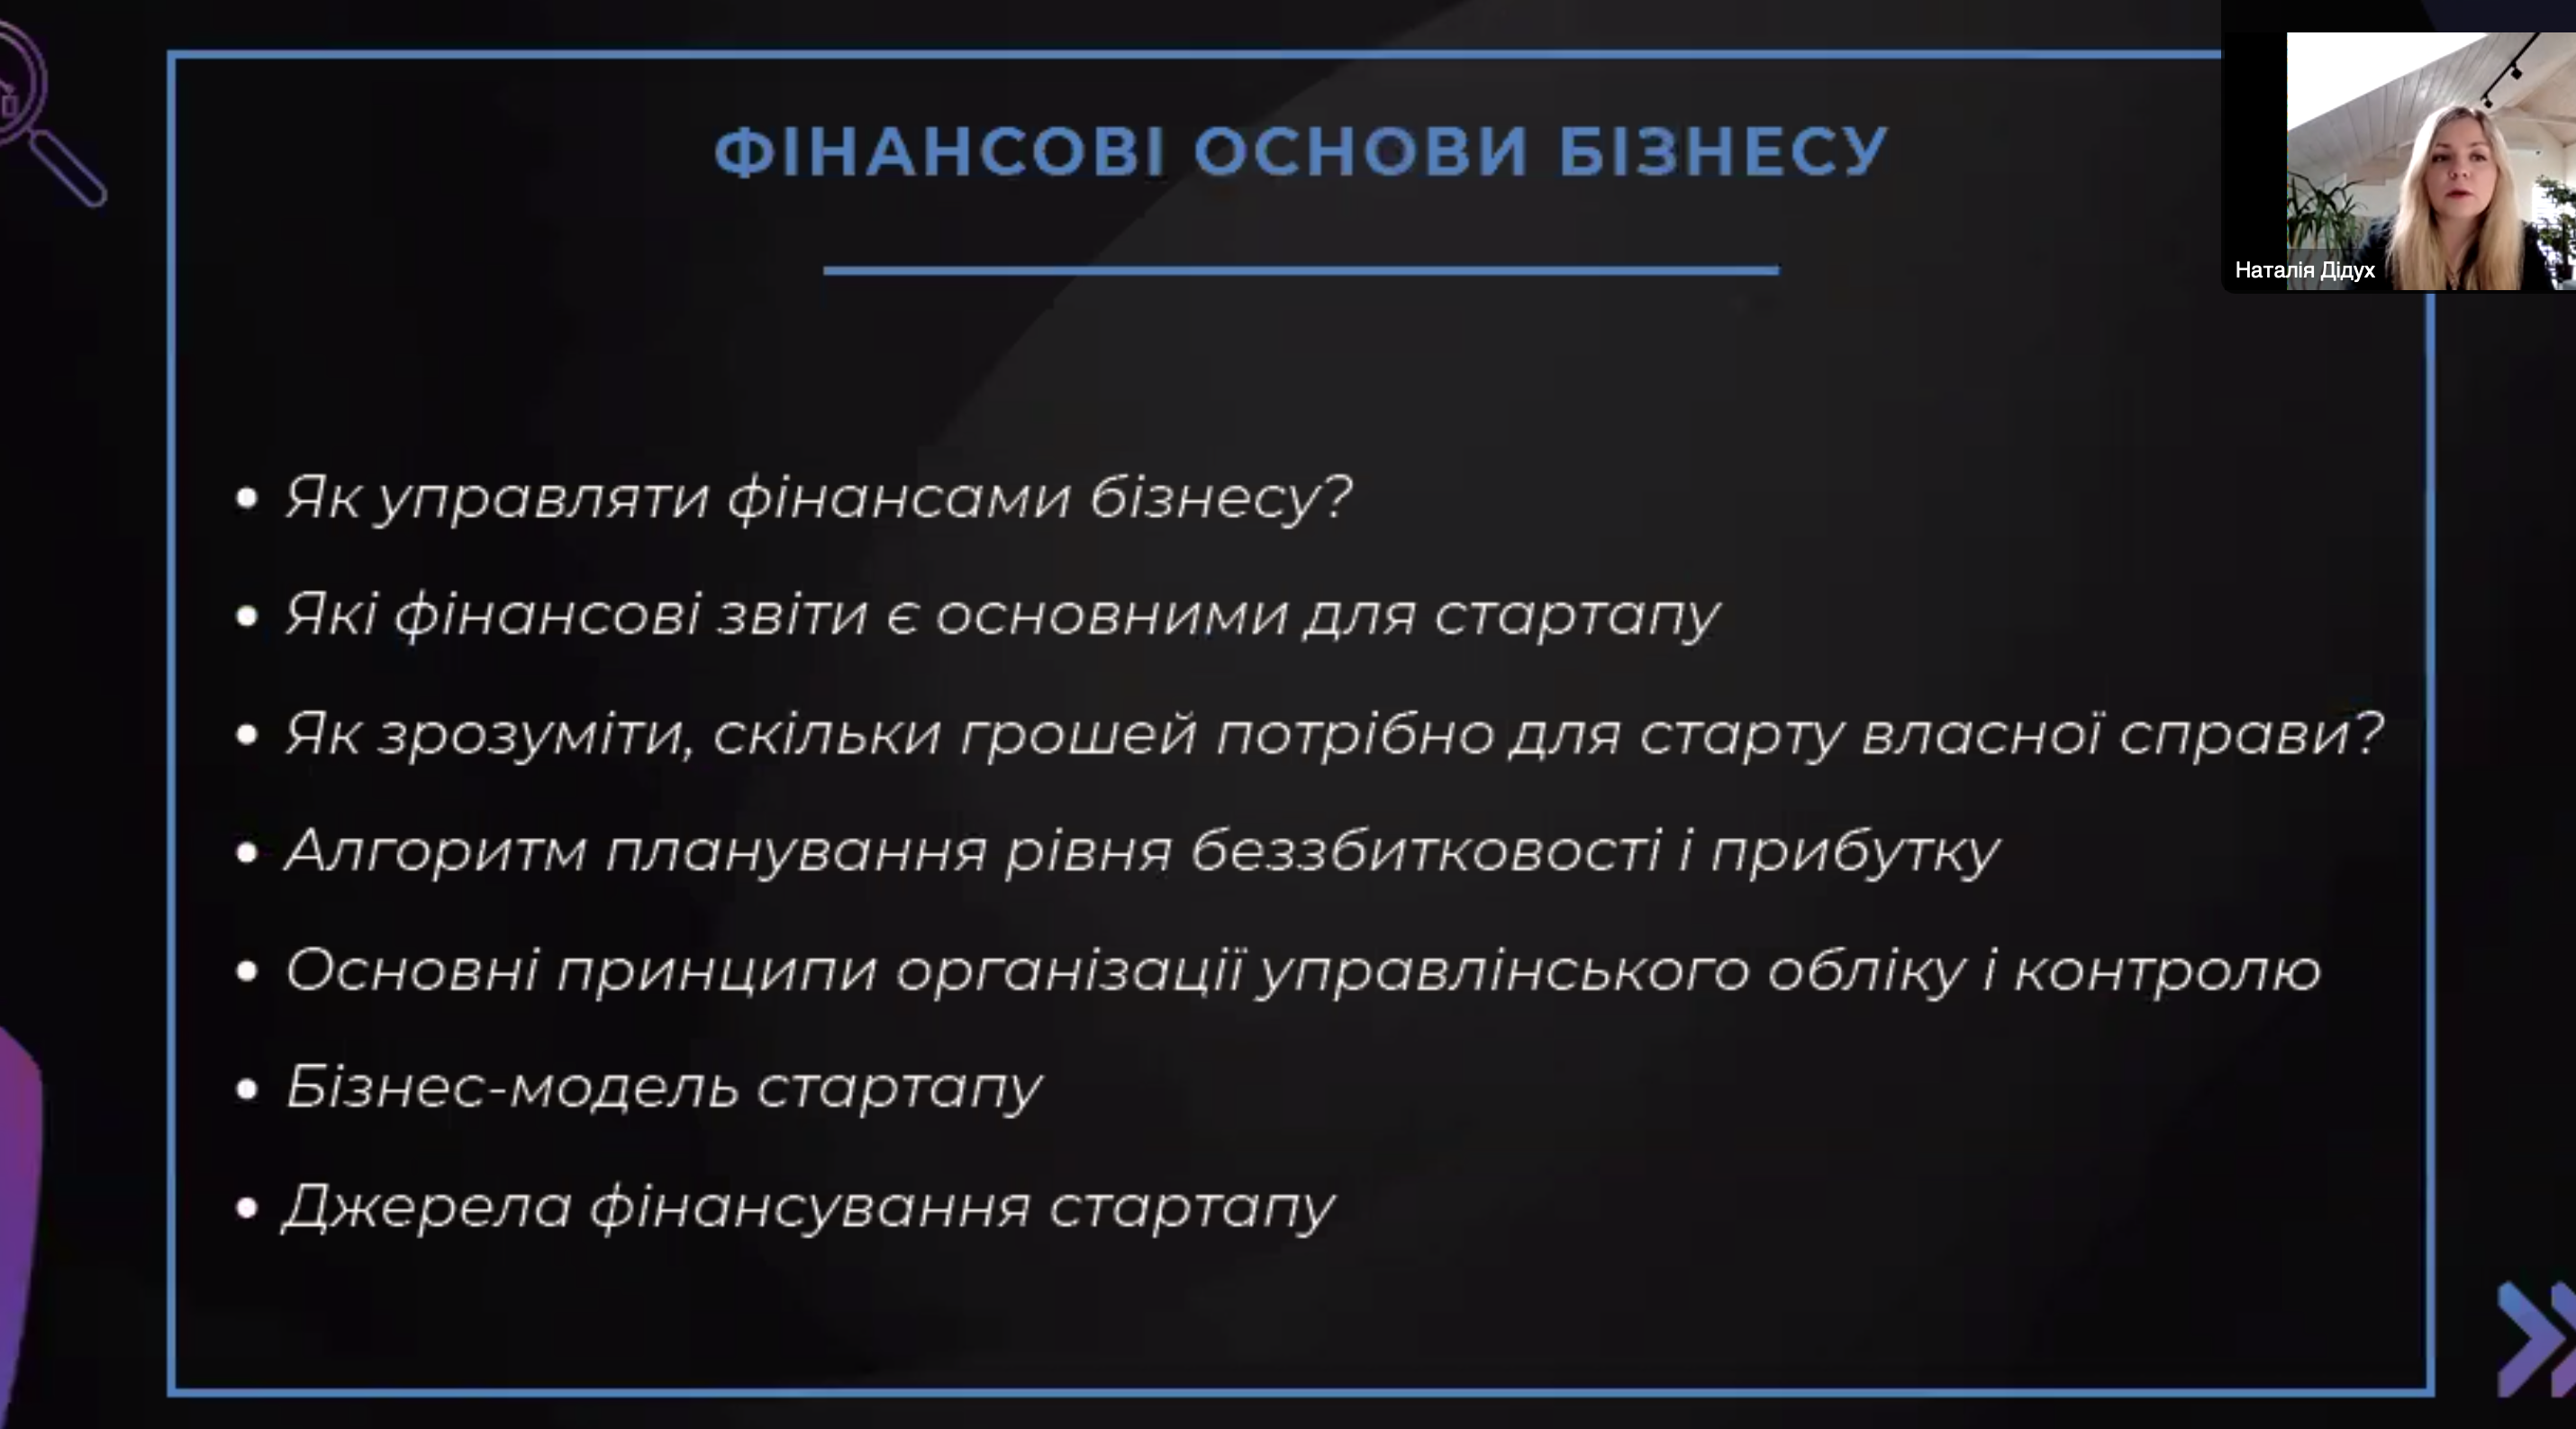 ФІНАНСОВІ ОСНОВИ БІЗНЕСУ
Наталія Дідух
Як управляти фінансами бізнесу?
Які фінансові звіти є основними для стартапу
Як зрозуміти, скільки грошей потрібно для старту власної справи?
Алгоритм планування рівня беззбитковості і прибутку
Основні принципи організації управлінського обліку і контролю
Бізнес-модель стартапу
Джерела фінансування стартапу